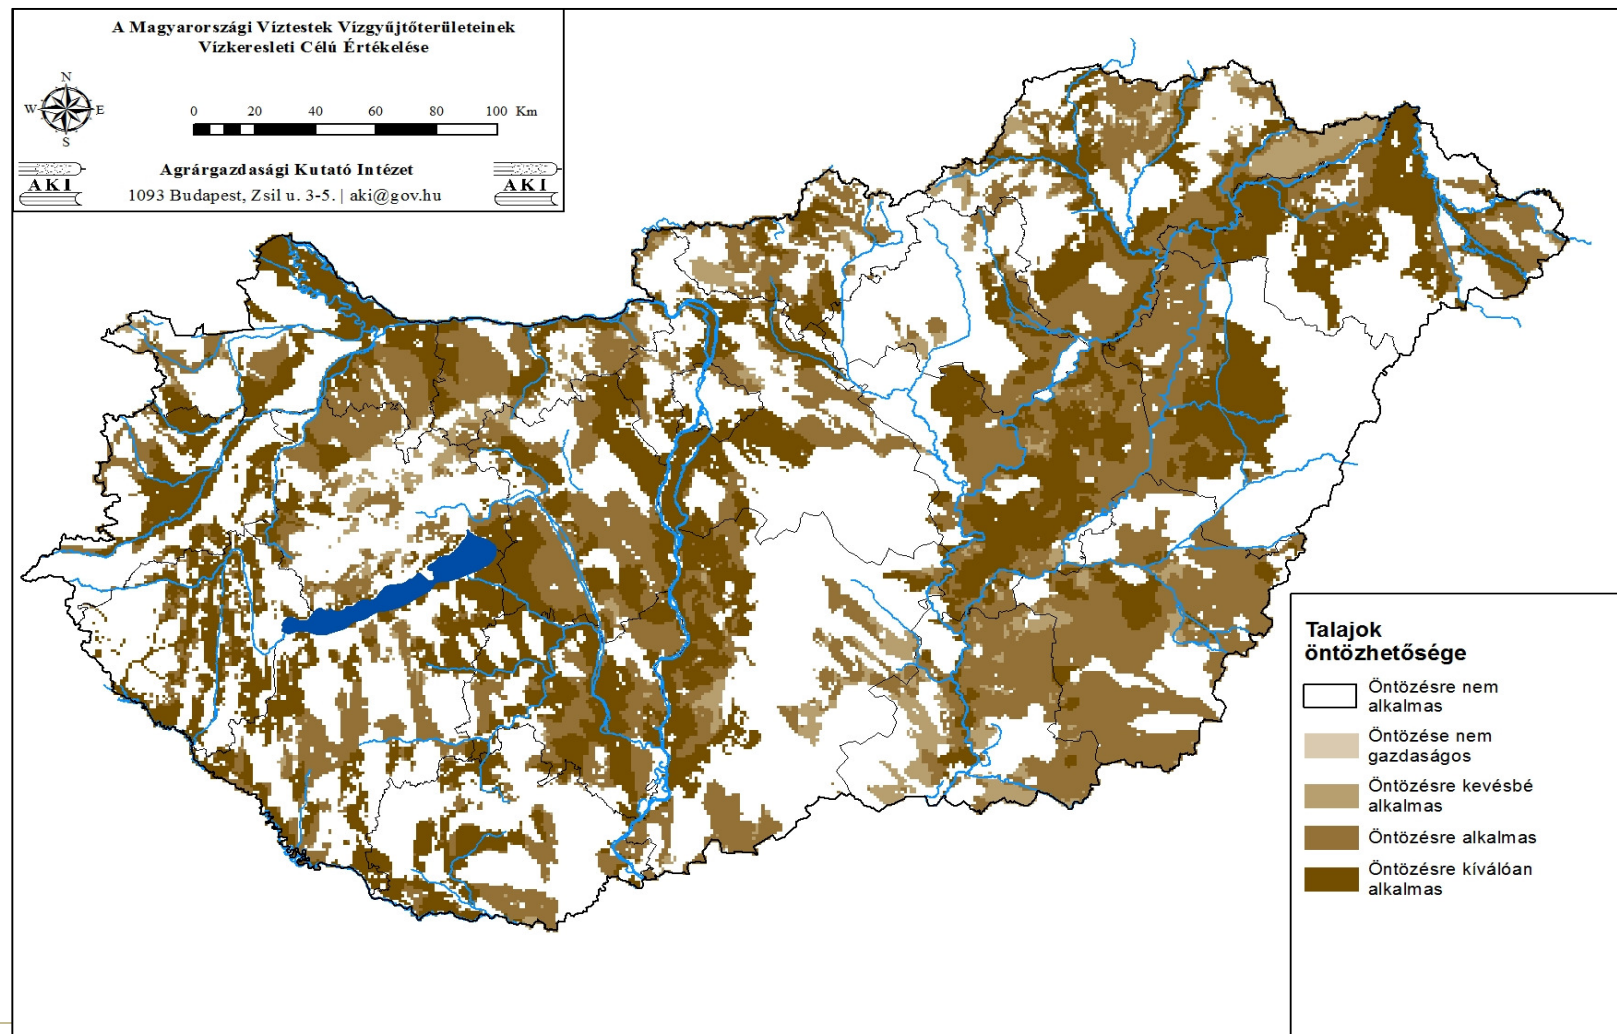 A Magyarországi Víztestek Vízgyűjtőterületeinek
Vízkeresleti Célú Értékelése
N
W
E
S
0 20 40 60 80 100 Km
Agrárgazdasági Kutató Intézet
AKI
AKI
1093 Budapest, Zsil u. 3-5. | aki@gov.hu
Talajok
öntözhetősége
Öntözésre nem
alkalmas
Öntözése nem
gazdaságos
Öntözésre kevésbé
alkalmas
Öntözésre alkalmas
Öntözésre kíválóan
alkalmas